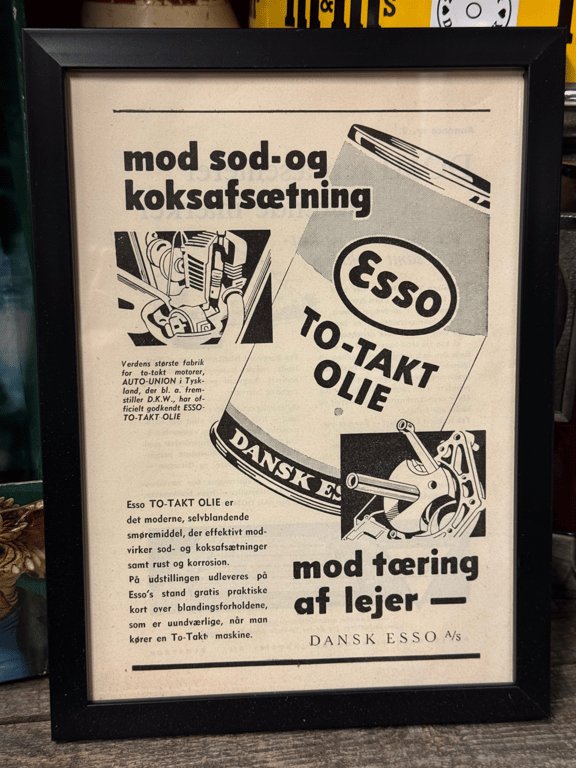 mod sod- og
koksafsætning
Esso
TO-TAKT
OLIE
DANSK ES
Verdens største fabrik
for to-takt motorer,
AUTO-UNION i Tysk-
land, der bl. a. frem-
stiller D.K.W., har of-
ficielt godkendt ESSO-
TO-TAKT OLIE
Esso TO-TAKT OLIE er
det moderne, selvblandende
smøremiddel, der effektivt mod-
virker sod- og koksafsætninger
samt rust og korrosion.
På udstillingen udleveres på
Esso's stand gratis praktiske
kort over blandingsforholdene,
som er uundværlige, når man
kører en To-Takt maskine.
mod tæring
af lejer —
DANSK ESSO A/s